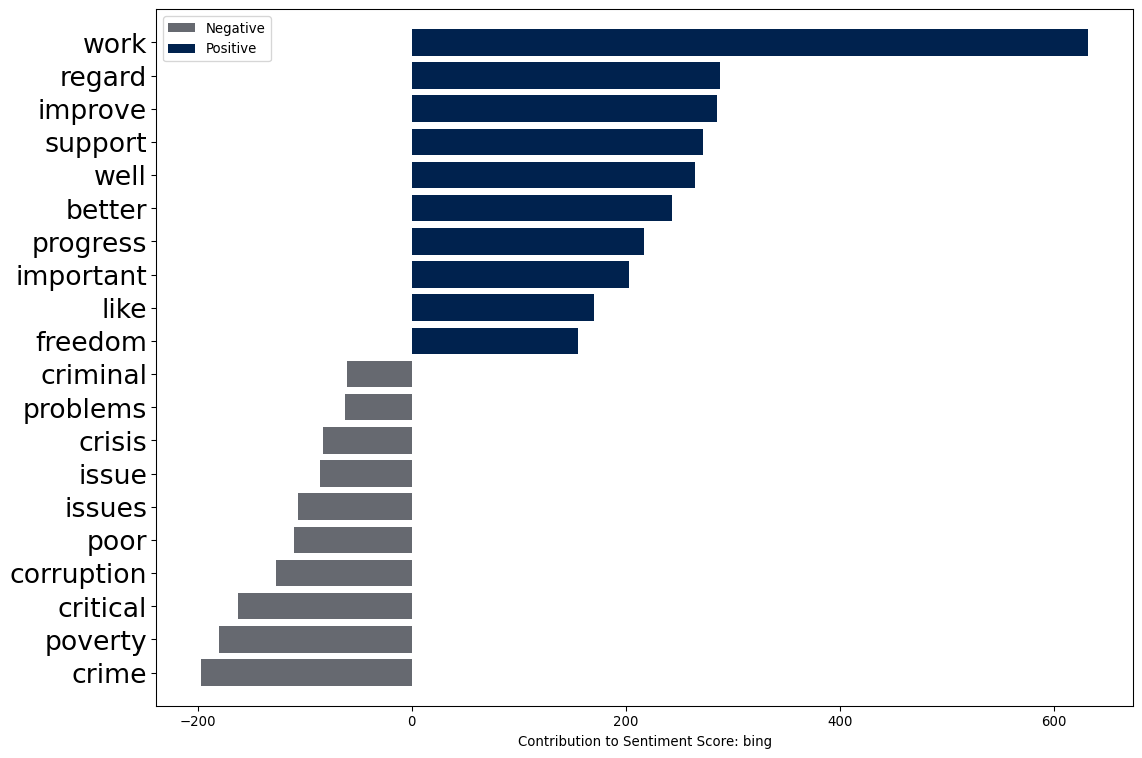 Negative
Positive
work
regard
improve
support
well
better
progress
important
like
freedom
criminal
problems
crisis
issue
issues
poor
corruption
critical
poverty
crime
−200 0 200 400 600
Contribution to Sentiment Score: bing